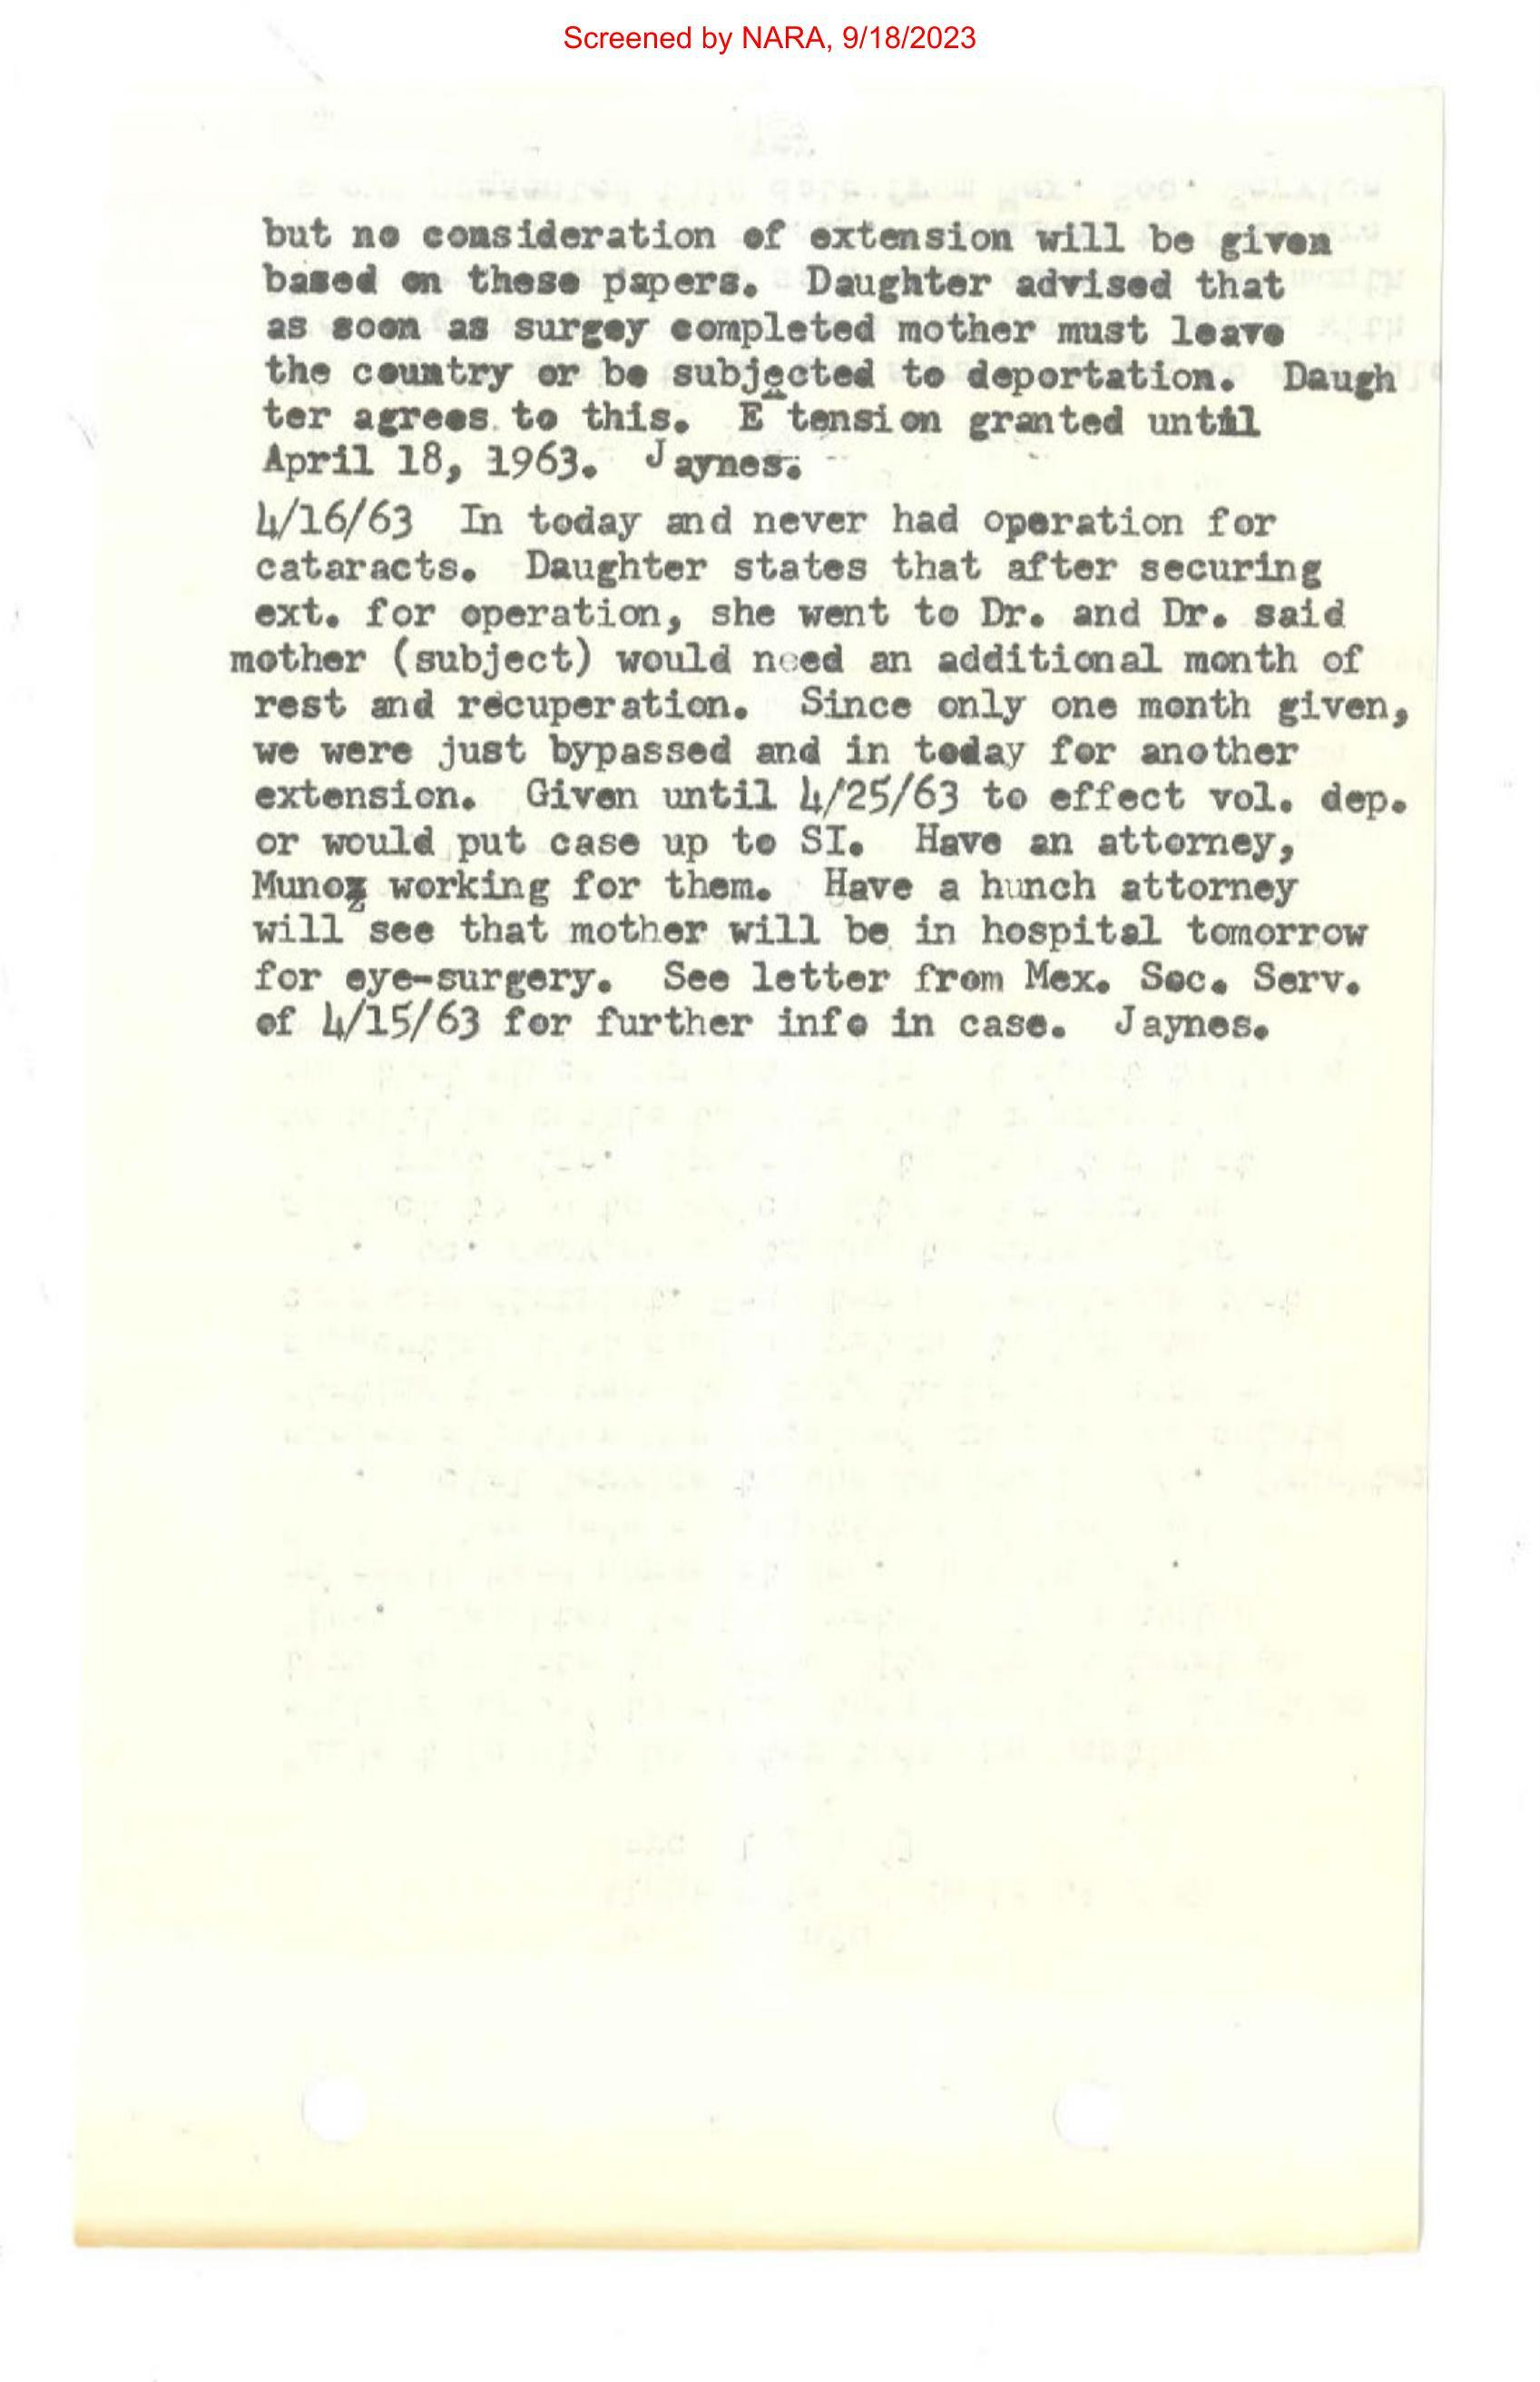 Screened by NARA, 9/18/2023
but no consideration of extension will be given
based on these papers. Daughter advised that
as soon as surgey completed mother must leave
the country or be subjected to deportation. Daugh
ter agrees to this. E tension granted until
April 18, 1963. Jaynes.
4/16/63 In today and never had operation for
cataracts. Daughter states that after securing
ext. for operation, she went to Dr. and Dr. said
mother (subject) would need an additional month of
rest and recuperation. Since only one month given,
we were just bypassed and in today for another
extension. Given until 4/25/63 to effect vol. dep.
or would put case up to SI. Have an attorney,
Munoz working for them. Have a hunch attorney
will see that mother will be in hospital tomorrow
for eye-surgery. See letter from Mex. Soc. Serv.
of 4/15/63 for further info in case. Jaynes.